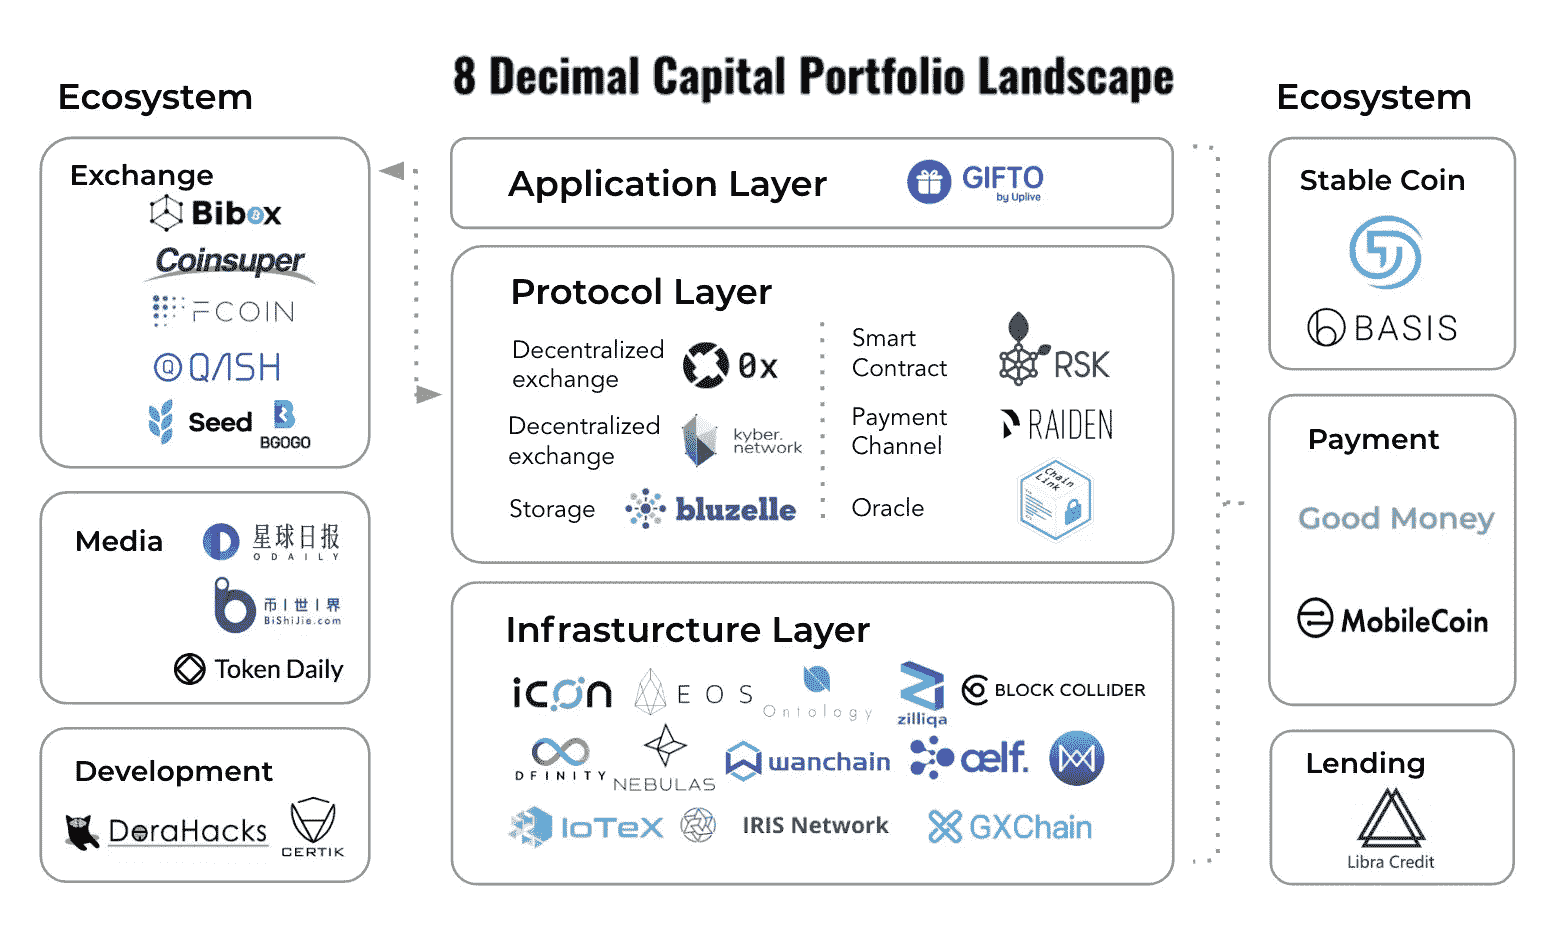 8 Decimal Capital Portfolio Landscape
Ecosystem
Exchange
Bibox
Coinsuper
FCOIN
QASH
Seed
BGOGO
Media
星球日报
ODAILY
币世界
BiShiJie.com
Token Daily
Development
DoraHacks
CERTIK
Application Layer
GIFTO
by Uplive
Protocol Layer
Decentralized
exchange
0x
Decentralized
exchange
kyber.
network
Storage
bluzelle
Smart
Contract
RSK
Payment
Channel
RAIDEN
Oracle
Chain
Link
Infrasturcture Layer
icon
EOS
Ontology
zilliqa
BLOCK COLLIDER
DFINITY
NEBULAS
wanchain
ælf.
IoTeX
IRIS Network
GXChain
Ecosystem
Stable Coin
BASIS
Payment
Good Money
MobileCoin
Lending
Libra Credit